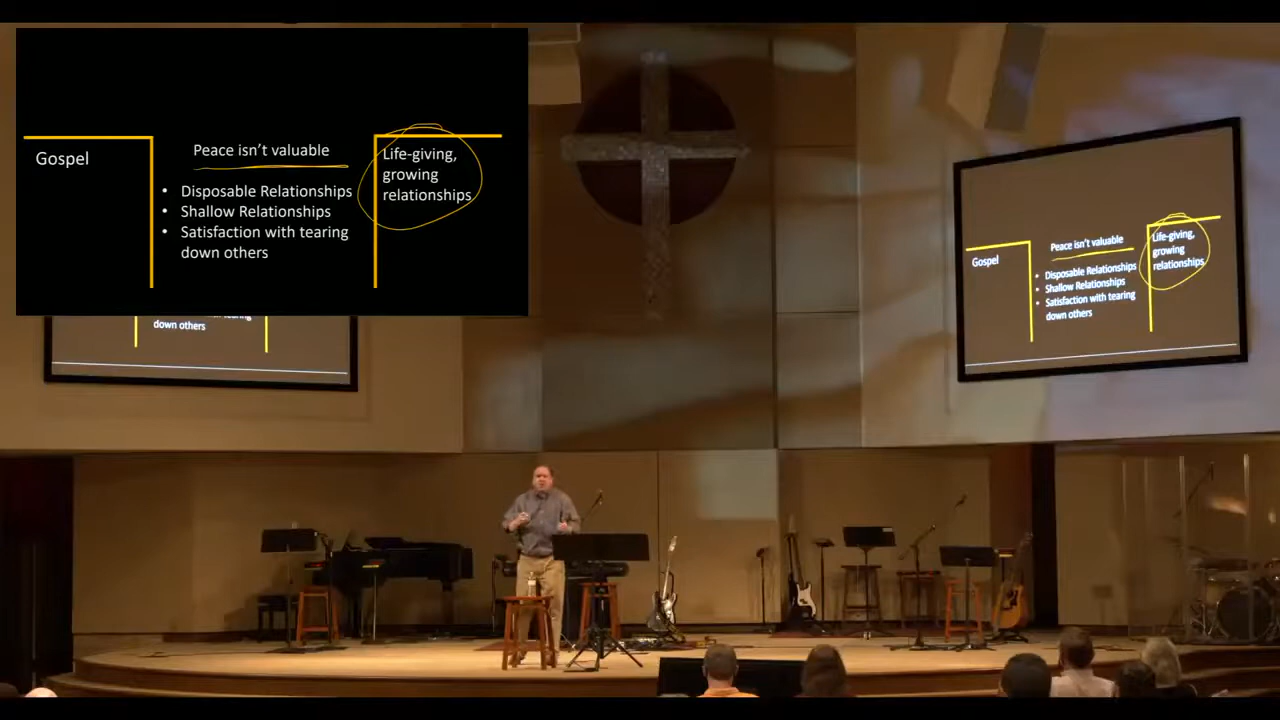 Gospel
Peace isn't valuable
• Disposable Relationships
• Shallow Relationships
• Satisfaction with tearing
down others
Life-giving,
growing
relationships
tearing
down others
Gospel
Peace isn't valuable
• Disposable Relationships
• Shallow Relationships
• Satisfaction with tearing
down others
Life-giving,
growing
relationships